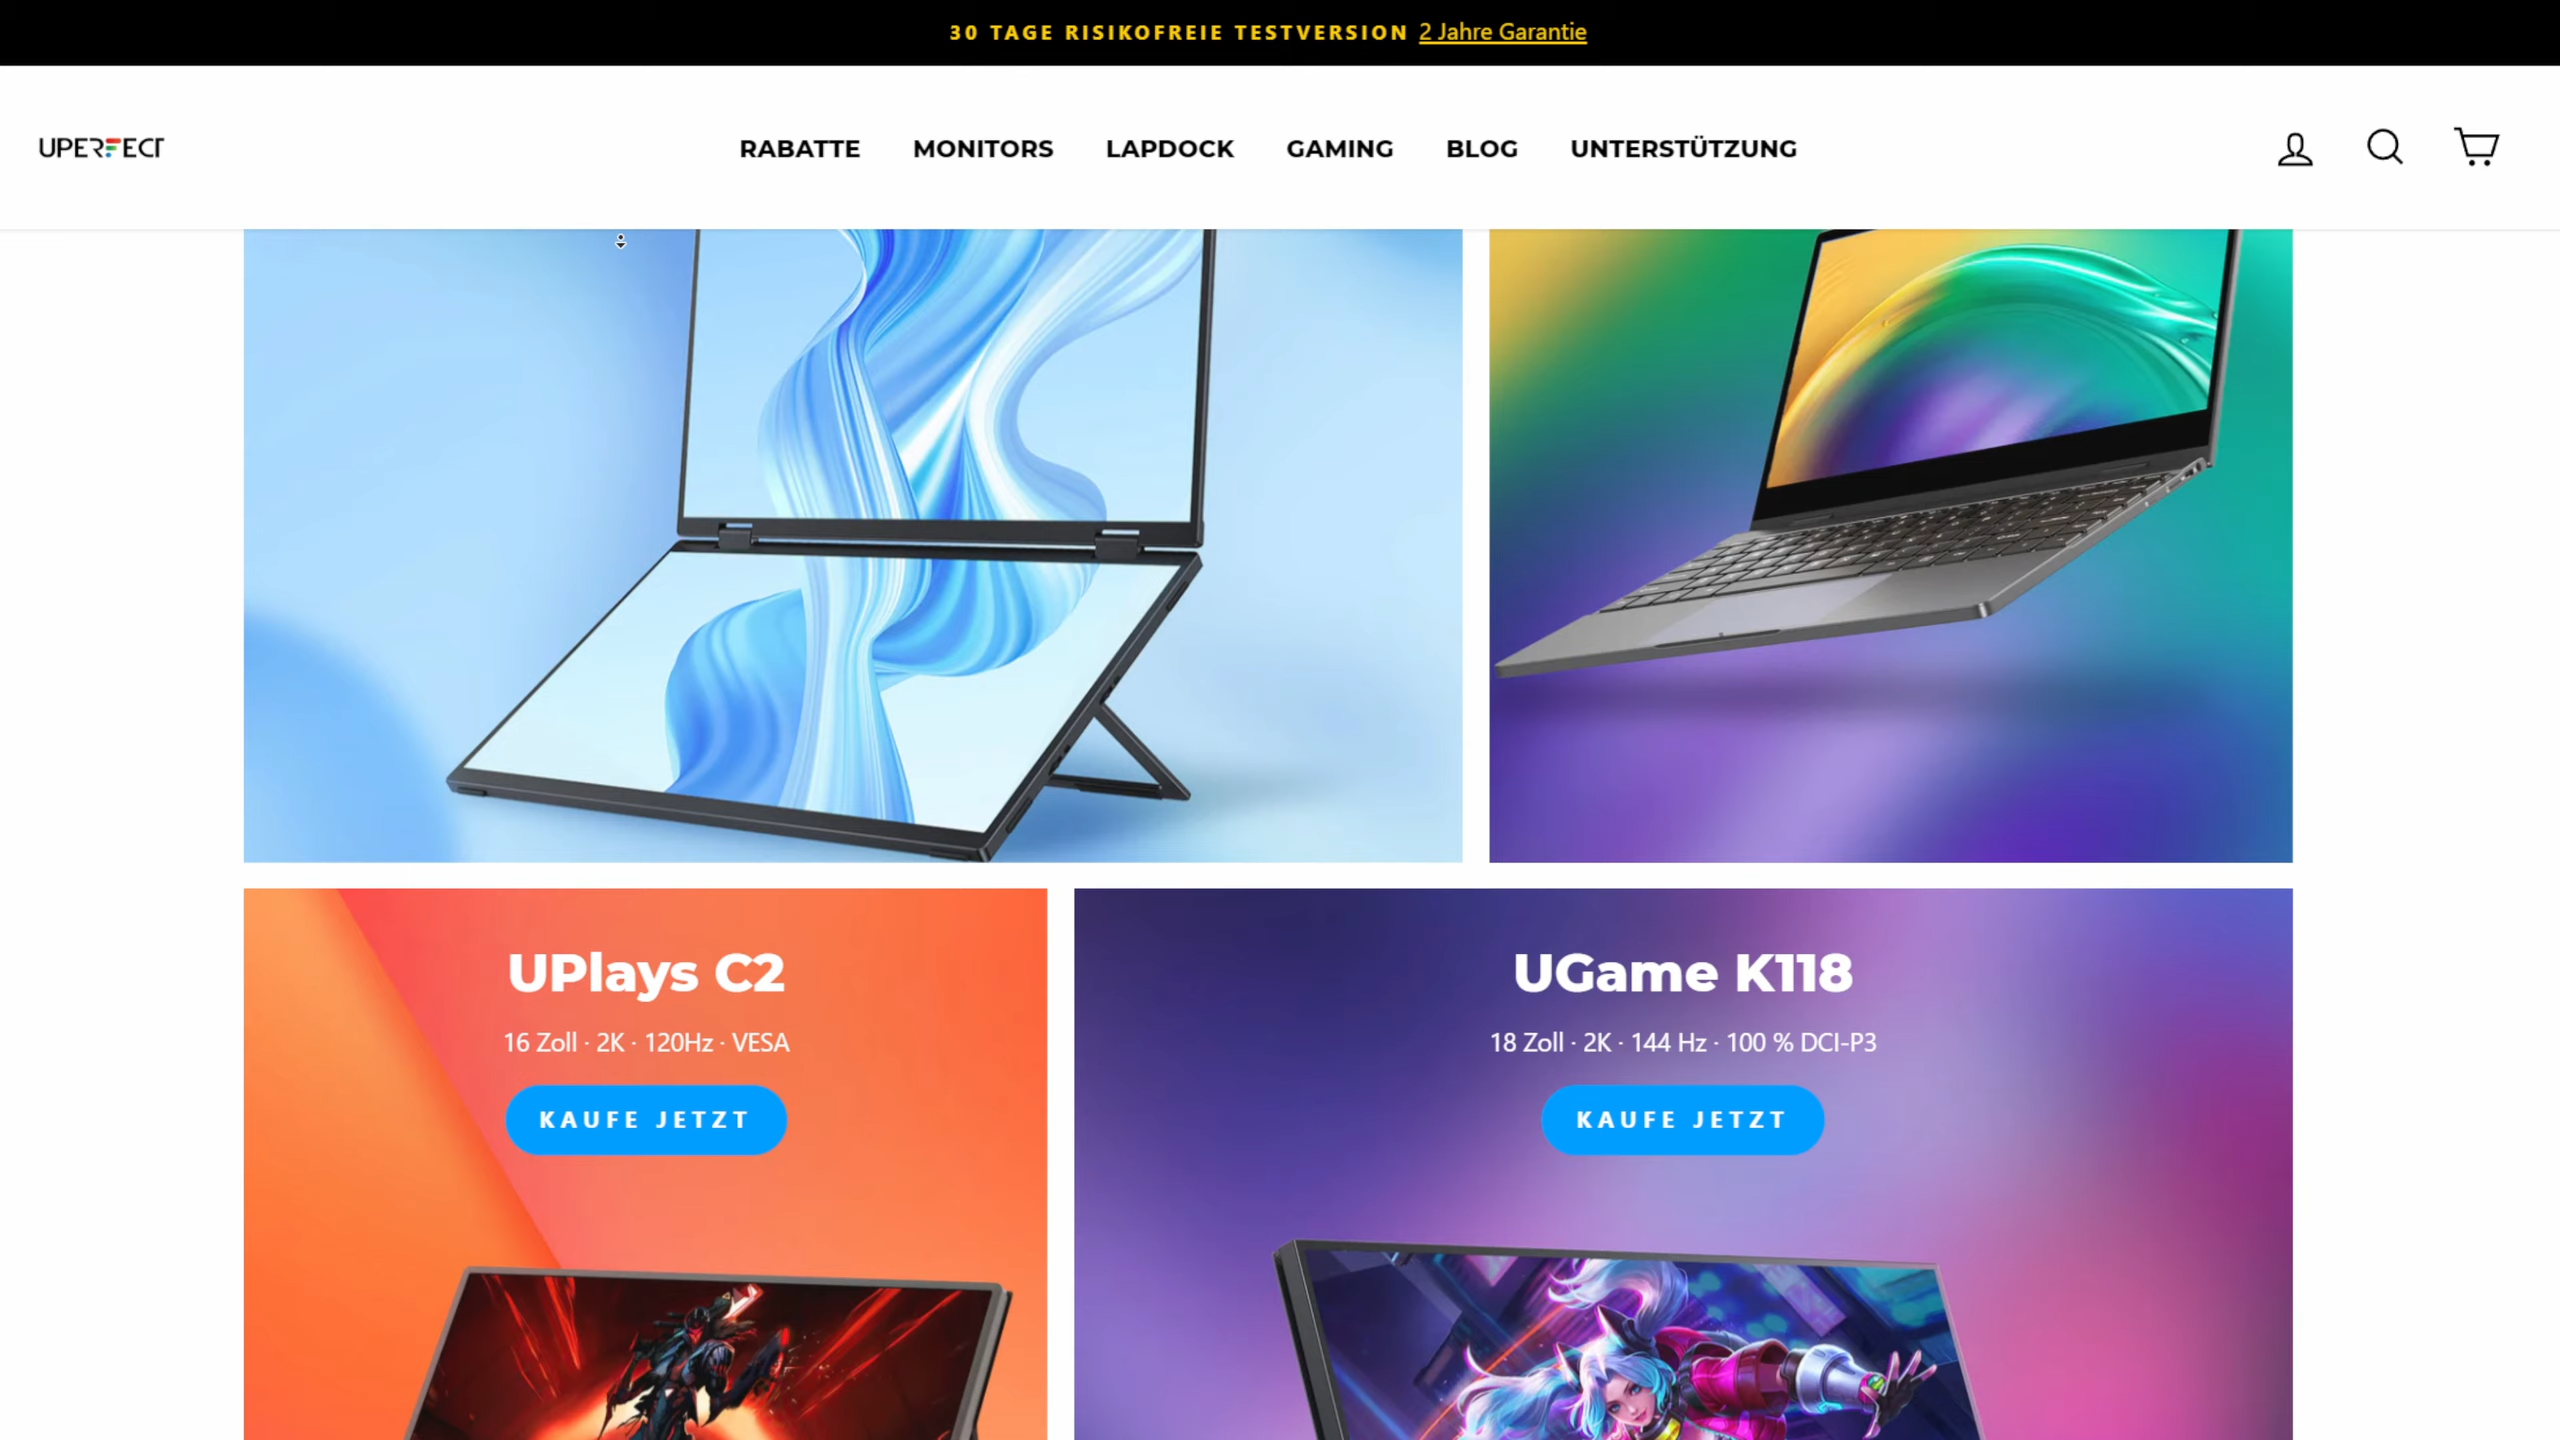 30 TAGE RISIKOFREIE TESTVERSION 2 Jahre Garantie
UPERFECT
RABATTE MONITORS LAPDOCK GAMING BLOG UNTERSTÜTZUNG
UPlays C2
16 Zoll · 2K · 120Hz · VESA
KAUFE JETZT
UGame K118
18 Zoll · 2K · 144 Hz · 100 % DCI-P3
KAUFE JETZT